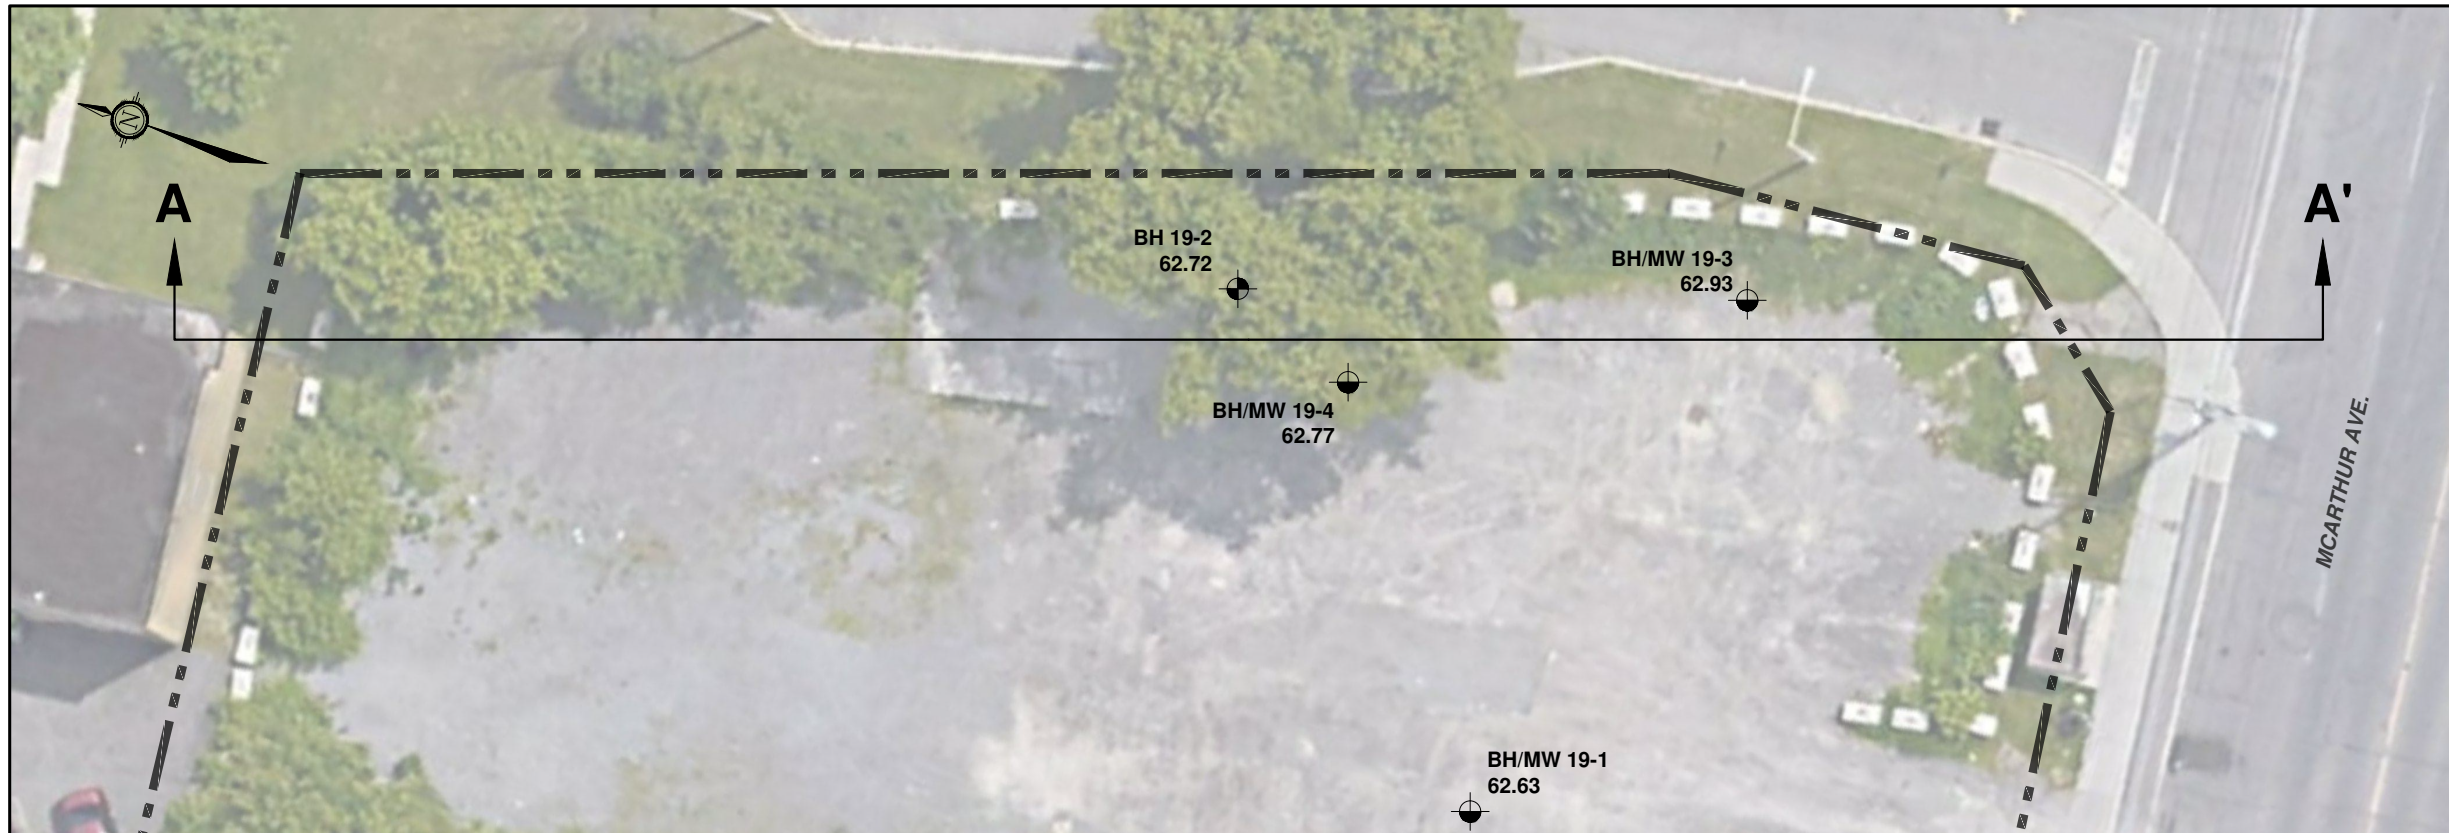 N
A
A'
BH 19-2
62.72
BH/MW 19-3
62.93
BH/MW 19-4
62.77
MCARTHUR AVE.
BH/MW 19-1
62.63